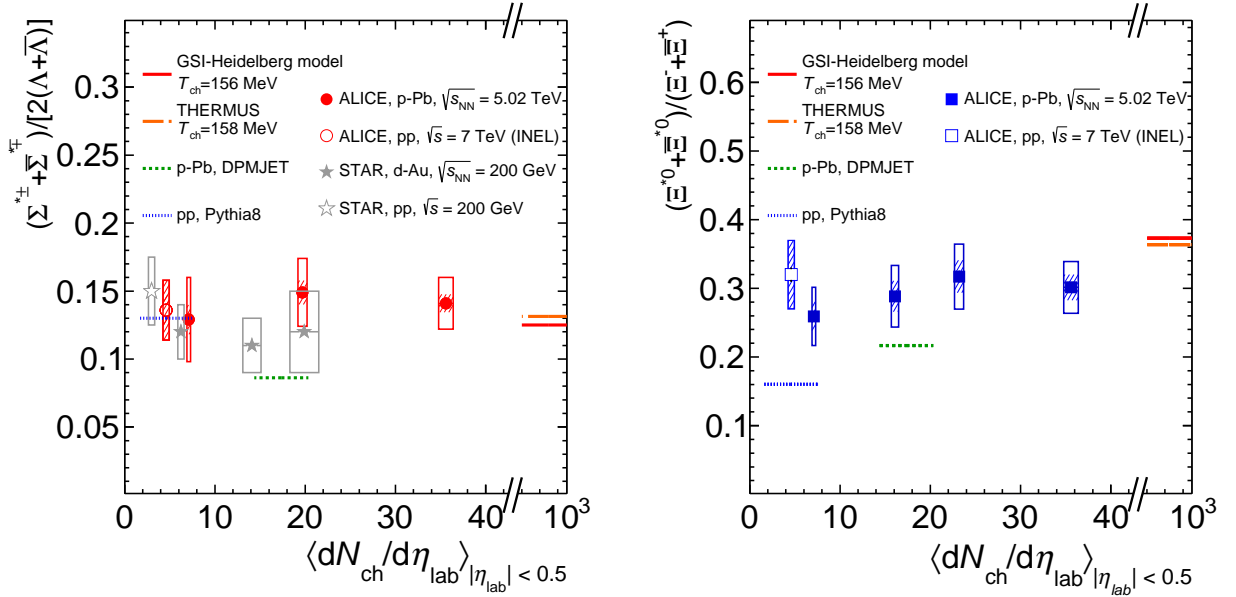 (Σ*± + Σ̅*∓)/[2(Λ+Λ̅)]
0.3
0.25
0.2
0.15
0.1
0.05
GSI-Heidelberg model
T_ch=156 MeV
THERMUS
T_ch=158 MeV
p-Pb, DPMJET
pp, Pythia8
ALICE, p-Pb, √s_NN = 5.02 TeV
ALICE, pp, √s = 7 TeV (INEL)
STAR, d-Au, √s_NN = 200 GeV
STAR, pp, √s = 200 GeV
0 10 20 30 40 10³
⟨dN_ch/dη_lab⟩_|η_lab| < 0.5
(Ξ*0 + Ξ̅*0)/(Ξ⁻ + Ξ̅⁺)
0.6
0.5
0.4
0.3
0.2
0.1
GSI-Heidelberg model
T_ch=156 MeV
THERMUS
T_ch=158 MeV
p-Pb, DPMJET
pp, Pythia8
ALICE, p-Pb, √s_NN = 5.02 TeV
ALICE, pp, √s = 7 TeV (INEL)
0 10 20 30 40 10³
⟨dN_ch/dη_lab⟩_|η_lab| < 0.5